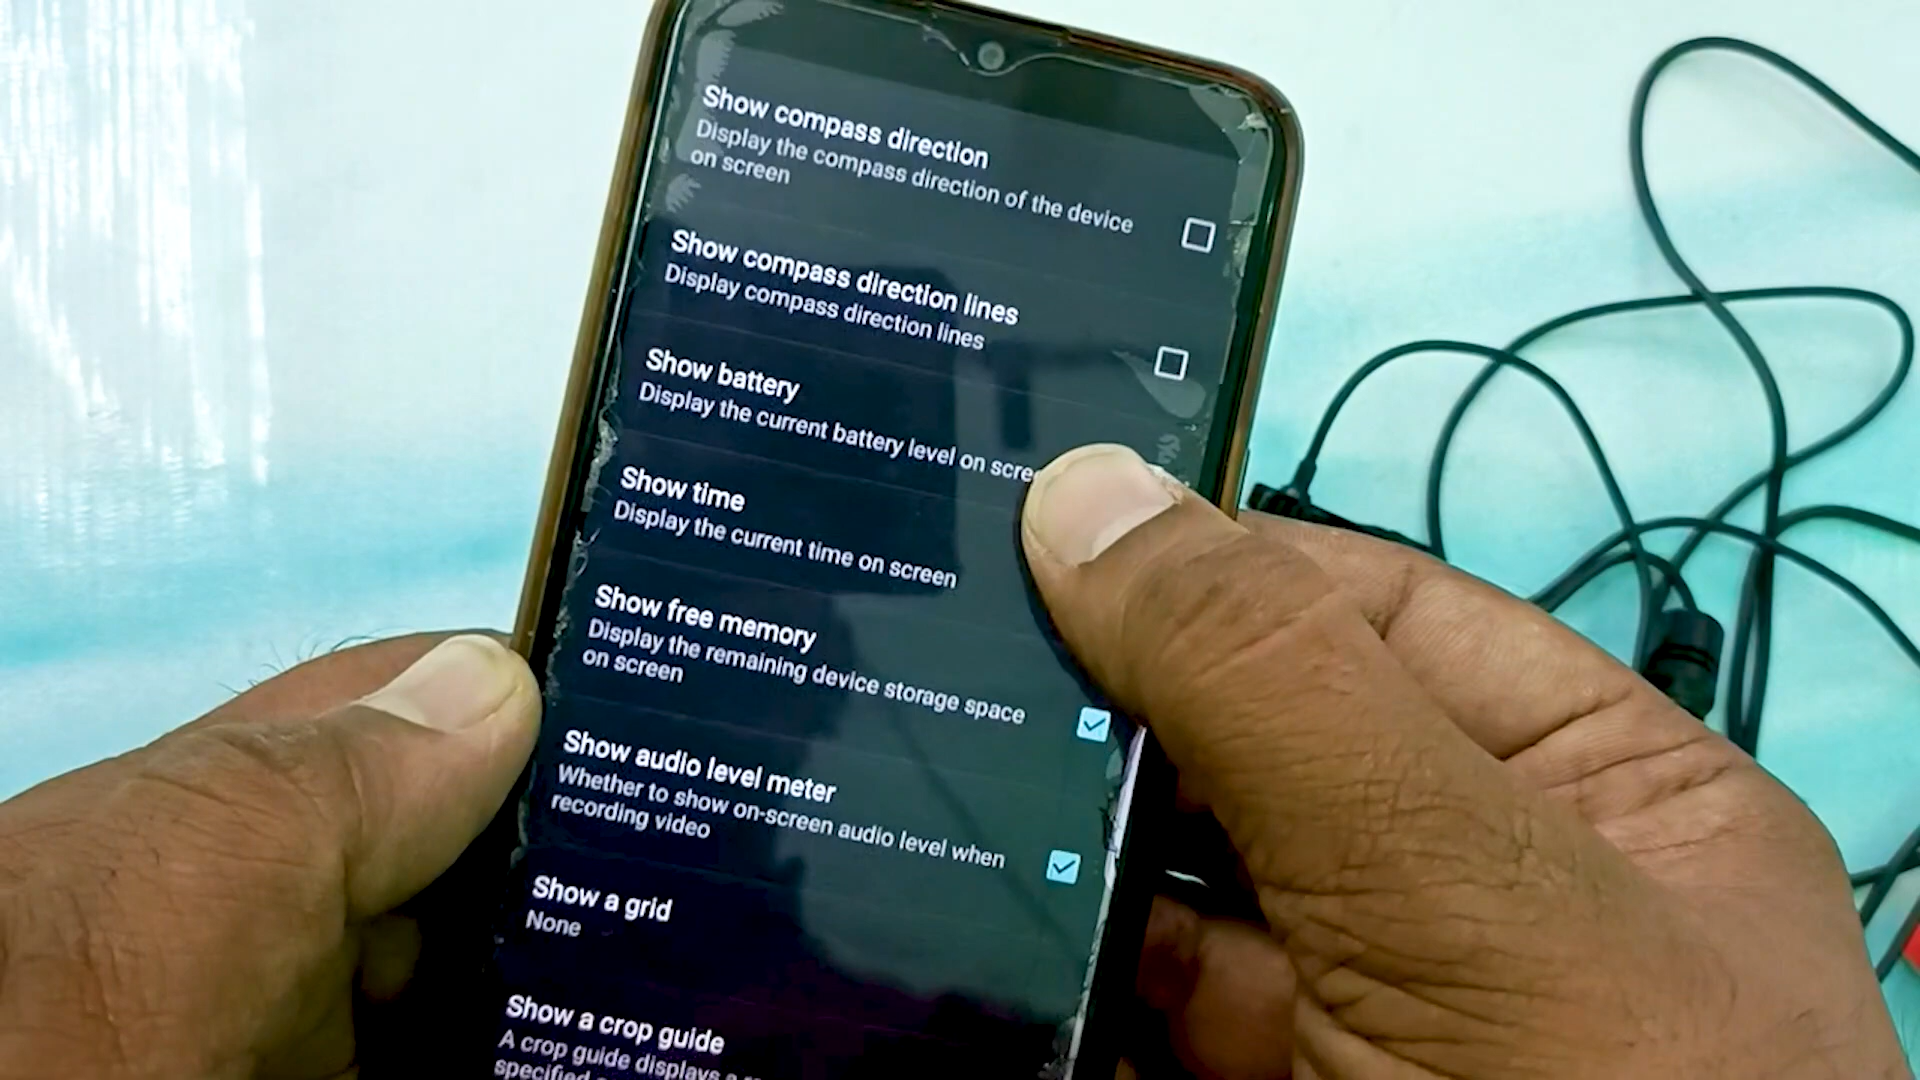 Show compass direction
Display the compass direction of the device
on screen
Show compass direction lines
Display compass direction lines
Show battery
Display the current battery level on
Show time
Display the current time on screen
Show free memory
Display the remaining device storage space
on screen
Show audio level meter
Whether to show on-screen audio level when
recording video
Show a grid
None
Show a crop guide
A crop guide displays a
specified